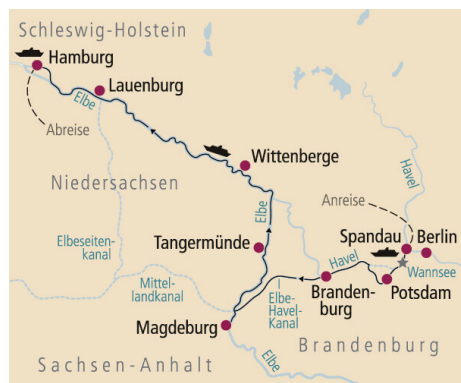 Schleswig-Holstein
Hamburg
Lauenburg
Elbe
Abreise
Wittenberge
Havel
Niedersachsen
Anreise
Elbe
Spandau
Berlin
Elbeseiten-
kanal
Tangermünde
Havel
Wannsee
Mittel-
landkanal
Elbe-
Havel-
Kanal
Branden-
burg
Potsdam
Magdeburg
Brandenburg
Sachsen-Anhalt
Elbe